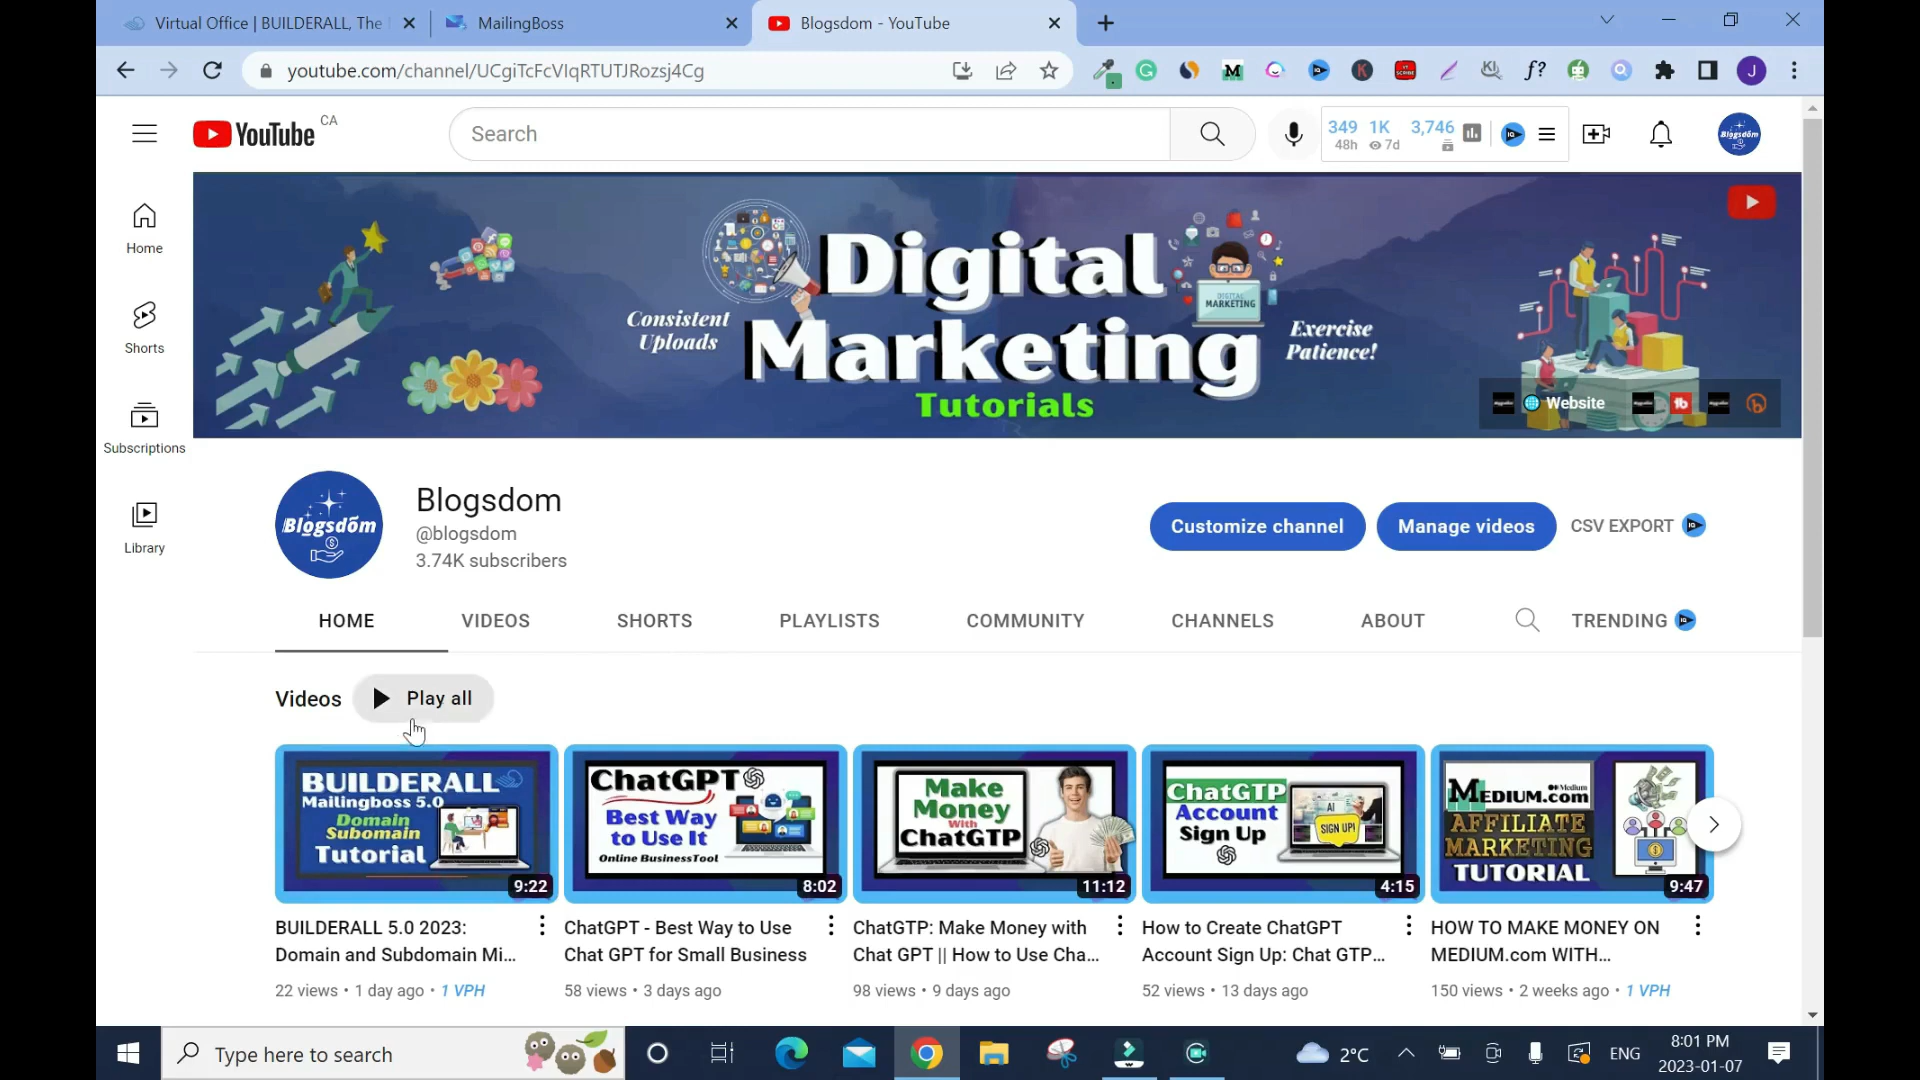 Virtual Office | BUILDERALL, The
MailingBoss
Blogsdom - YouTube
youtube.com/channel/UCgiTcFcVIqRTUTJRozsj4Cg
YouTube CA
Search
349 1K 3,746
48h 7d
Home
Shorts
Subscriptions
Library
Consistent
Uploads
Digital
Marketing
Tutorials
Exercise
Patience!
DIGITAL
MARKETING
Website
Blogsdom
Blogsdom
@blogsdom
3.74K subscribers
Customize channel
Manage videos
CSV EXPORT
HOME
VIDEOS
SHORTS
PLAYLISTS
COMMUNITY
CHANNELS
ABOUT
TRENDING
Videos
Play all
BUILDERALL
Mailingboss 5.0
Domain
Subomain
Tutorial
9:22
ChatGPT
Best Way
to Use It
Online BusinessTool
8:02
Make
Money
With
ChatGTP
11:12
ChatGTP
Account
Sign Up
AI
SIGN UP!
4:15
MEDIUM.com
Medium
AFFILIATE
MARKETING
TUTORIAL
9:47
BUILDERALL 5.0 2023:
Domain and Subdomain Mi...
22 views • 1 day ago • 1 VPH
ChatGPT - Best Way to Use
Chat GPT for Small Business
58 views • 3 days ago
ChatGTP: Make Money with
Chat GPT || How to Use Cha...
98 views • 9 days ago
How to Create ChatGPT
Account Sign Up: Chat GTP...
52 views • 13 days ago
HOW TO MAKE MONEY ON
MEDIUM.com WITH...
150 views • 2 weeks ago • 1 VPH
Type here to search
2°C
ENG
8:01 PM
2023-01-07